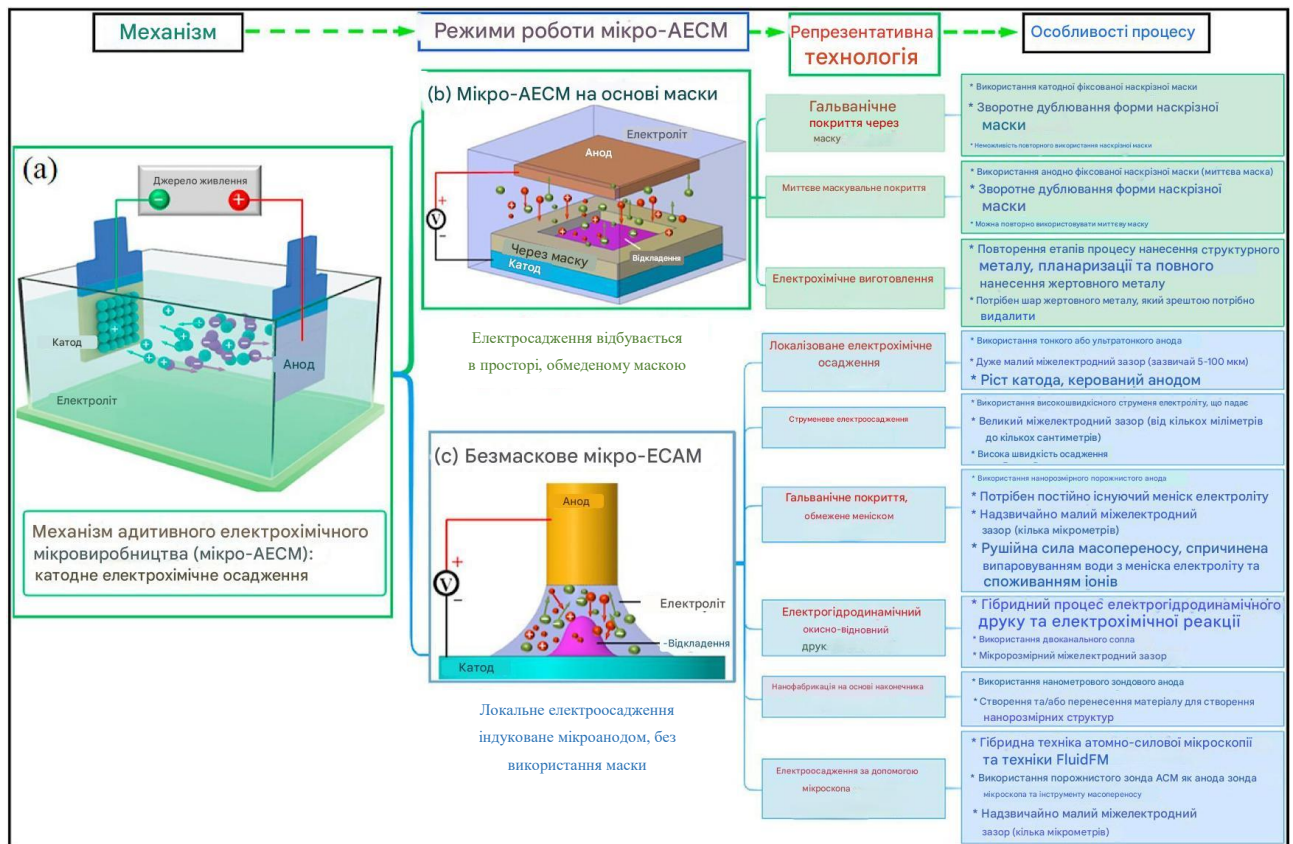 Механізм
Режими роботи мікро-АЕСМ
Репрезентативна
технологія
Особливості процесу
(a)
Джерело живлення
−
+
Катод
Анод
Електроліт
Механізм адитивного електрохімічного
мікровиробництва (мікро-АЕСМ):
катодне електрохімічне осадження
(b) Мікро-АЕСМ на основі маски
Електроліт
Анод
+
V
−
Через маску
Відкладення
Катод
Електросадження відбувається
в просторі, обмеденому маскою
(c) Безмаскове мікро-ЕСАМ
Анод
+
V
−
Електроліт
-Відкладення
Катод
Локальне електроосадження
індуковане мікроанодом, без
використання маски
Гальванічне
покриття через
маску
* Використання катодної фіксованої наскрізної маски
* Зворотне дублювання форми наскрізної
маски
* Неможливість повторного використання наскрізної маски
Миттєве маскувальне покриття
* Використання анодно фіксованої наскрізної маски (миттєва маска)
* Зворотне дублювання форми наскрізної
маски
* Можна повторно використовувати миттєву маску
Електрохімічне виготовлення
* Повторення етапів процесу нанесення структурного
металу, планаризації та повного
нанесення жертовного металу
* Потрібен шар жертовного металу, який зрештою потрібно
видалити
Локалізоване електрохімічне
осадження
* Використання тонкого або ультратонкого анода
* Дуже малий міжелектродний зазор (зазвичай 5-100 мкм)
* Ріст катода, керований анодом
Струменеве електроосадження
* Використання високошвидкісного струменя електроліту, що падає
* Великий міжелектродний зазор (від кількох міліметрів
до кількох сантиметрів)
* Висока швидкість осадження
Гальванічне покриття,
обмежене меніском
* Використання нанорозмірного порожнистого анода
* Потрібен постійно існуючий меніск електроліту
* Надзвичайно малий міжелектродний
зазор (кілька мікрометрів)
* Рушійна сила масопереносу, спричинена
випаровуванням води з меніска електроліту та
споживанням іонів
Електрогідродинамічний
окисно-відновний
друк
* Гібридний процес електрогідродинамічного
друку та електрохімічної реакції
* Використання двоканального сопла
* Мікророзмірний міжелектродний зазор
Нанофабрикація на основі наконечника
* Використання нанометрового зондового анода
* Створення та/або перенесення матеріалу для створення
нанорозмірних структур
Електроосадження за допомогою
мікроскопа
* Гібридна техніка атомно-силової мікроскопії
та техніки FluidFM
* Використання порожнистого зонда АСМ як анода зонда
мікроскопа та інструменту масопереносу
* Надзвичайно малий міжелектродний
зазор (кілька мікрометрів)